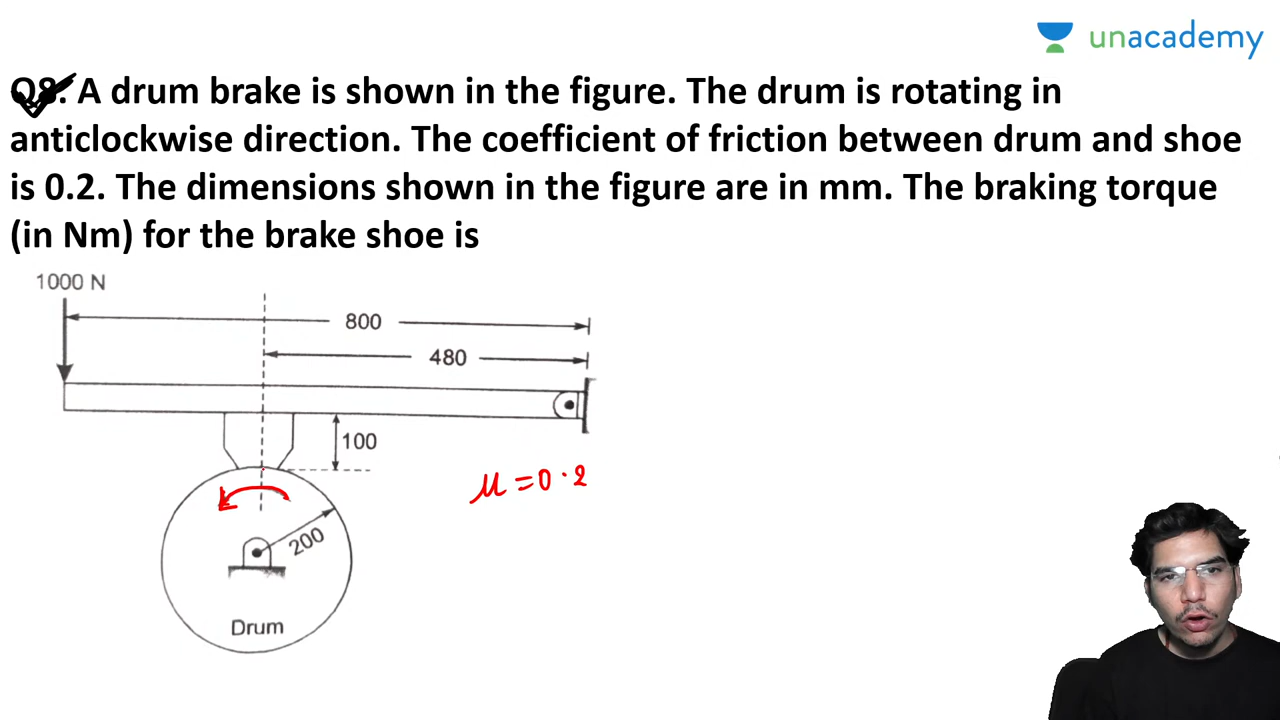 unacademy
Q8. A drum brake is shown in the figure. The drum is rotating in
anticlockwise direction. The coefficient of friction between drum and shoe
is 0.2. The dimensions shown in the figure are in mm. The braking torque
(in Nm) for the brake shoe is
1000 N
800
480
100
μ = 0.2
200
Drum